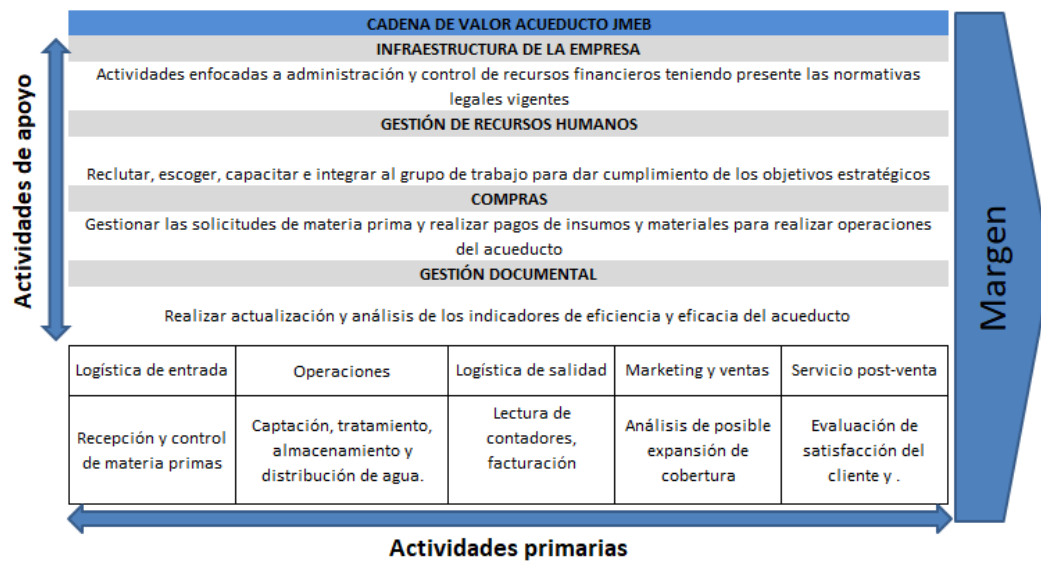 CADENA DE VALOR ACUEDUCTO JMEB
INFRAESTRUCTURA DE LA EMPRESA
Actividades enfocadas a administración y control de recursos financieros teniendo presente las normativas
legales vigentes
GESTIÓN DE RECURSOS HUMANOS
Reclutar, escoger, capacitar e integrar al grupo de trabajo para dar cumplimiento de los objetivos estratégicos
COMPRAS
Gestionar las solicitudes de materia prima y realizar pagos de insumos y materiales para realizar operaciones
del acueducto
GESTIÓN DOCUMENTAL
Realizar actualización y análisis de los indicadores de eficiencia y eficacia del acueducto
Actividades de apoyo
Logística de entrada
Operaciones
Logística de salidad
Marketing y ventas
Servicio post-venta
Recepción y control
de materia primas
Captación, tratamiento,
almacenamiento y
distribución de agua.
Lectura de
contadores,
facturación
Análisis de posible
expansión de
cobertura
Evaluación de
satisfacción del
cliente y .
Actividades primarias
Margen